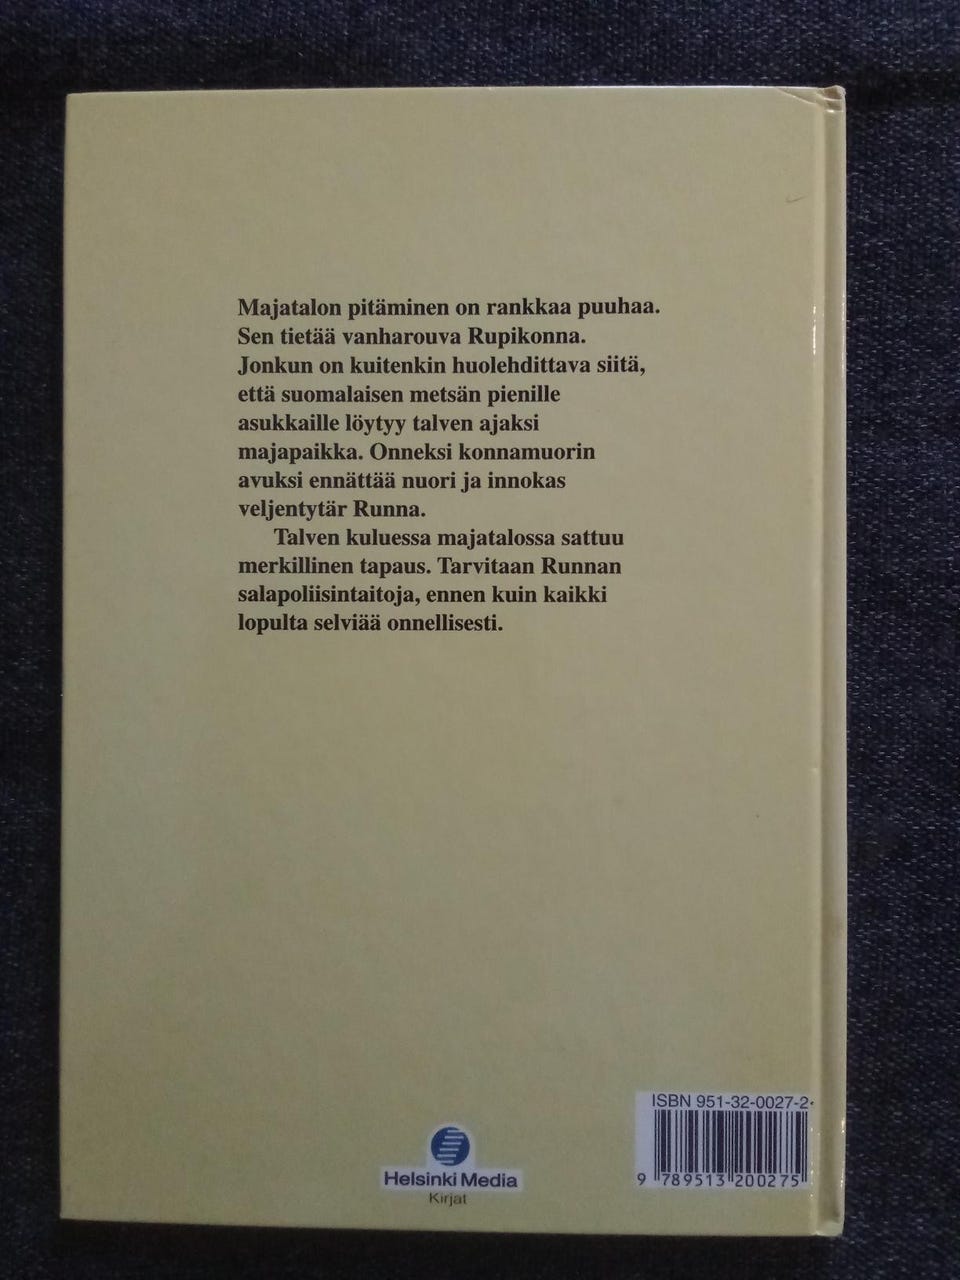 Majatalon pitäminen on rankkaa puuhaa.
Sen tietää vanharouva Rupikonna.
Jonkun on kuitenkin huolehdittava siitä,
että suomalaisen metsän pienille
asukkaille löytyy talven ajaksi
majapaikka. Onneksi konnamuorin
avuksi ennättää nuori ja innokas
veljentytär Runna.
Talven kuluessa majatalossa sattuu
merkillinen tapaus. Tarvitaan Runnan
salapoliisintaitoja, ennen kuin kaikki
lopulta selviää onnellisesti.
ISBN 951-32-0027-2
9 789513 200275
Helsinki Media
Kirjat